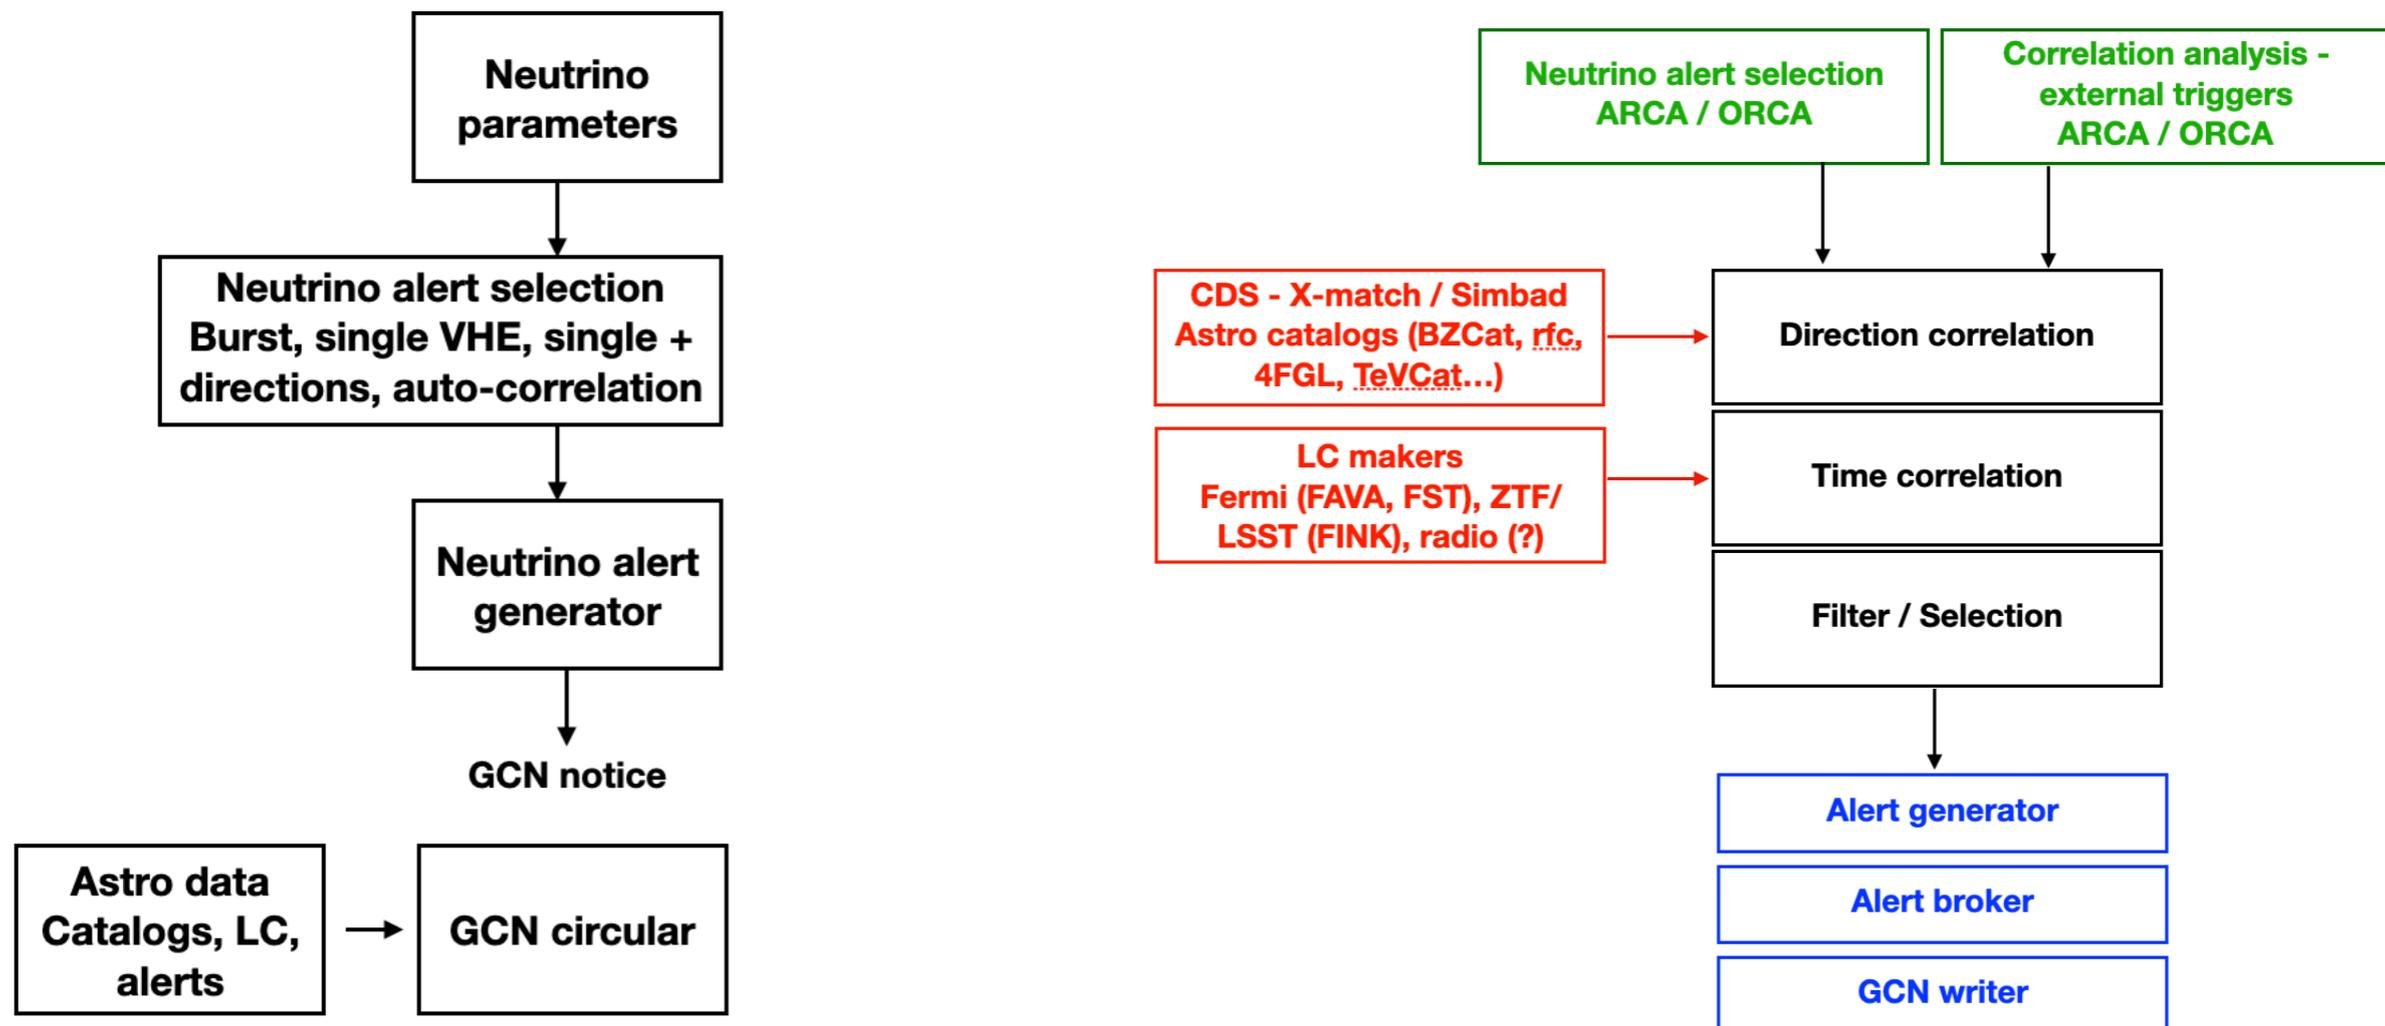 Neutrino
parameters
Neutrino alert selection
Burst, single VHE, single +
directions, auto-correlation
Neutrino alert
generator
GCN notice
Astro data
Catalogs, LC,
alerts
GCN circular
Neutrino alert selection
ARCA / ORCA
Correlation analysis -
external triggers
ARCA / ORCA
CDS - X-match / Simbad
Astro catalogs (BZCat, rfc,
4FGL, TeVCat...)
Direction correlation
LC makers
Fermi (FAVA, FST), ZTF/
LSST (FINK), radio (?)
Time correlation
Filter / Selection
Alert generator
Alert broker
GCN writer